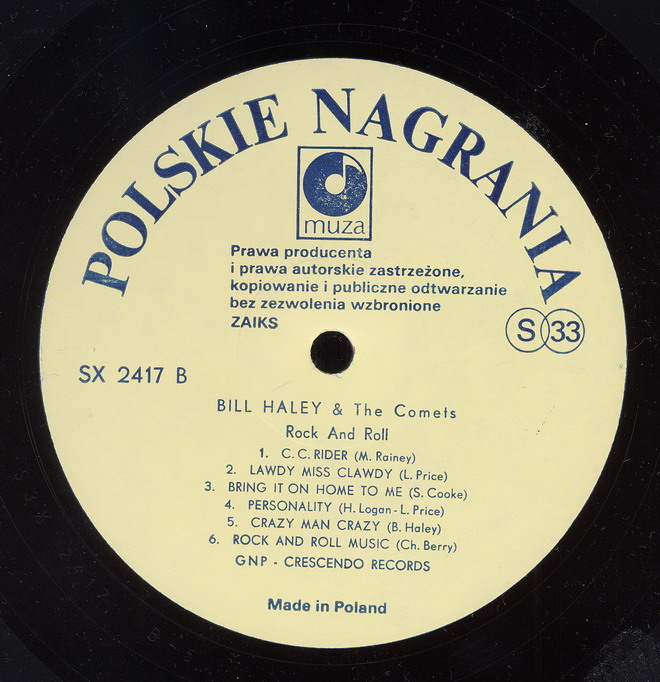 POLSKIE NAGRANIA
muza
Prawa producenta
i prawa autorskie zastrzeżone,
kopiowanie i publiczne odtwarzanie
bez zezwolenia wzbronione
ZAIKS
S 33
SX 2417 B
BILL HALEY & The Comets
Rock And Roll
1. C. C. RIDER (M. Rainey)
2. LAWDY MISS CLAWDY (L. Price)
3. BRING IT ON HOME TO ME (S. Cooke)
4. PERSONALITY (H. Logan - L. Price)
5. CRAZY MAN CRAZY (B. Haley)
6. ROCK AND ROLL MUSIC (Ch. Berry)
GNP - CRESCENDO RECORDS
Made in Poland